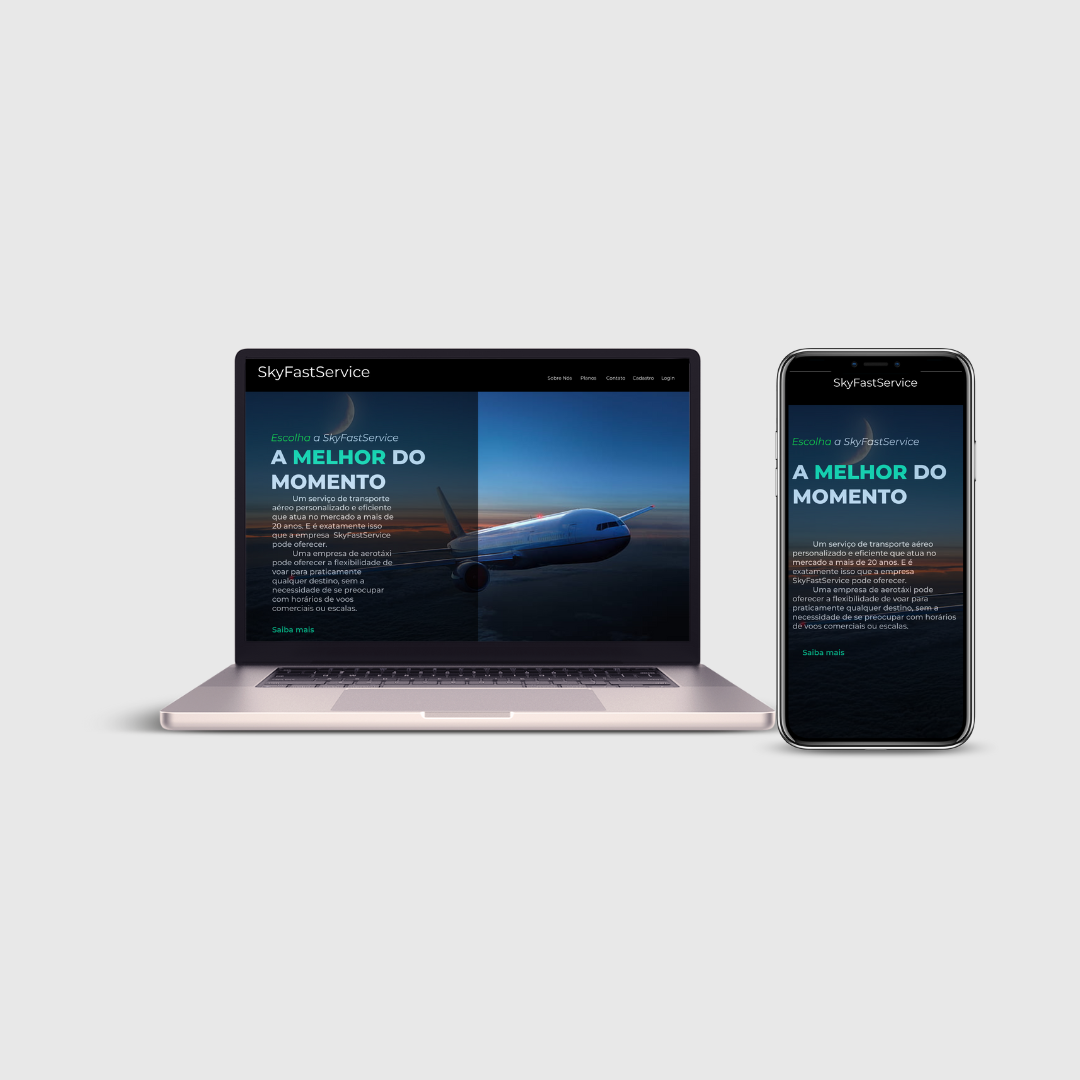 SkyFastService
Sobre Nós Planos Contato Cadastro Login
Escolha a SkyFastService
A MELHOR DO
MOMENTO
Um serviço de transporte
aéreo personalizado e eficiente
que atua no mercado a mais de
20 anos. E é exatamente isso
que a empresa SkyFastService
pode oferecer.
Uma empresa de aerotáxi
pode oferecer a flexibilidade de
voar para praticamente
qualquer destino, sem a
necessidade de se preocupar
com horários de voos
comerciais ou escalas.
Saiba mais
SkyFastService
Escolha a SkyFastService
A MELHOR DO
MOMENTO
Um serviço de transporte aéreo
personalizado e eficiente que atua no
mercado a mais de 20 anos. E é
exatamente isso que a empresa
SkyFastService pode oferecer.
Uma empresa de aerotáxi pode
oferecer a flexibilidade de voar para
praticamente qualquer destino, sem a
necessidade de se preocupar com horários
de voos comerciais ou escalas.
Saiba mais